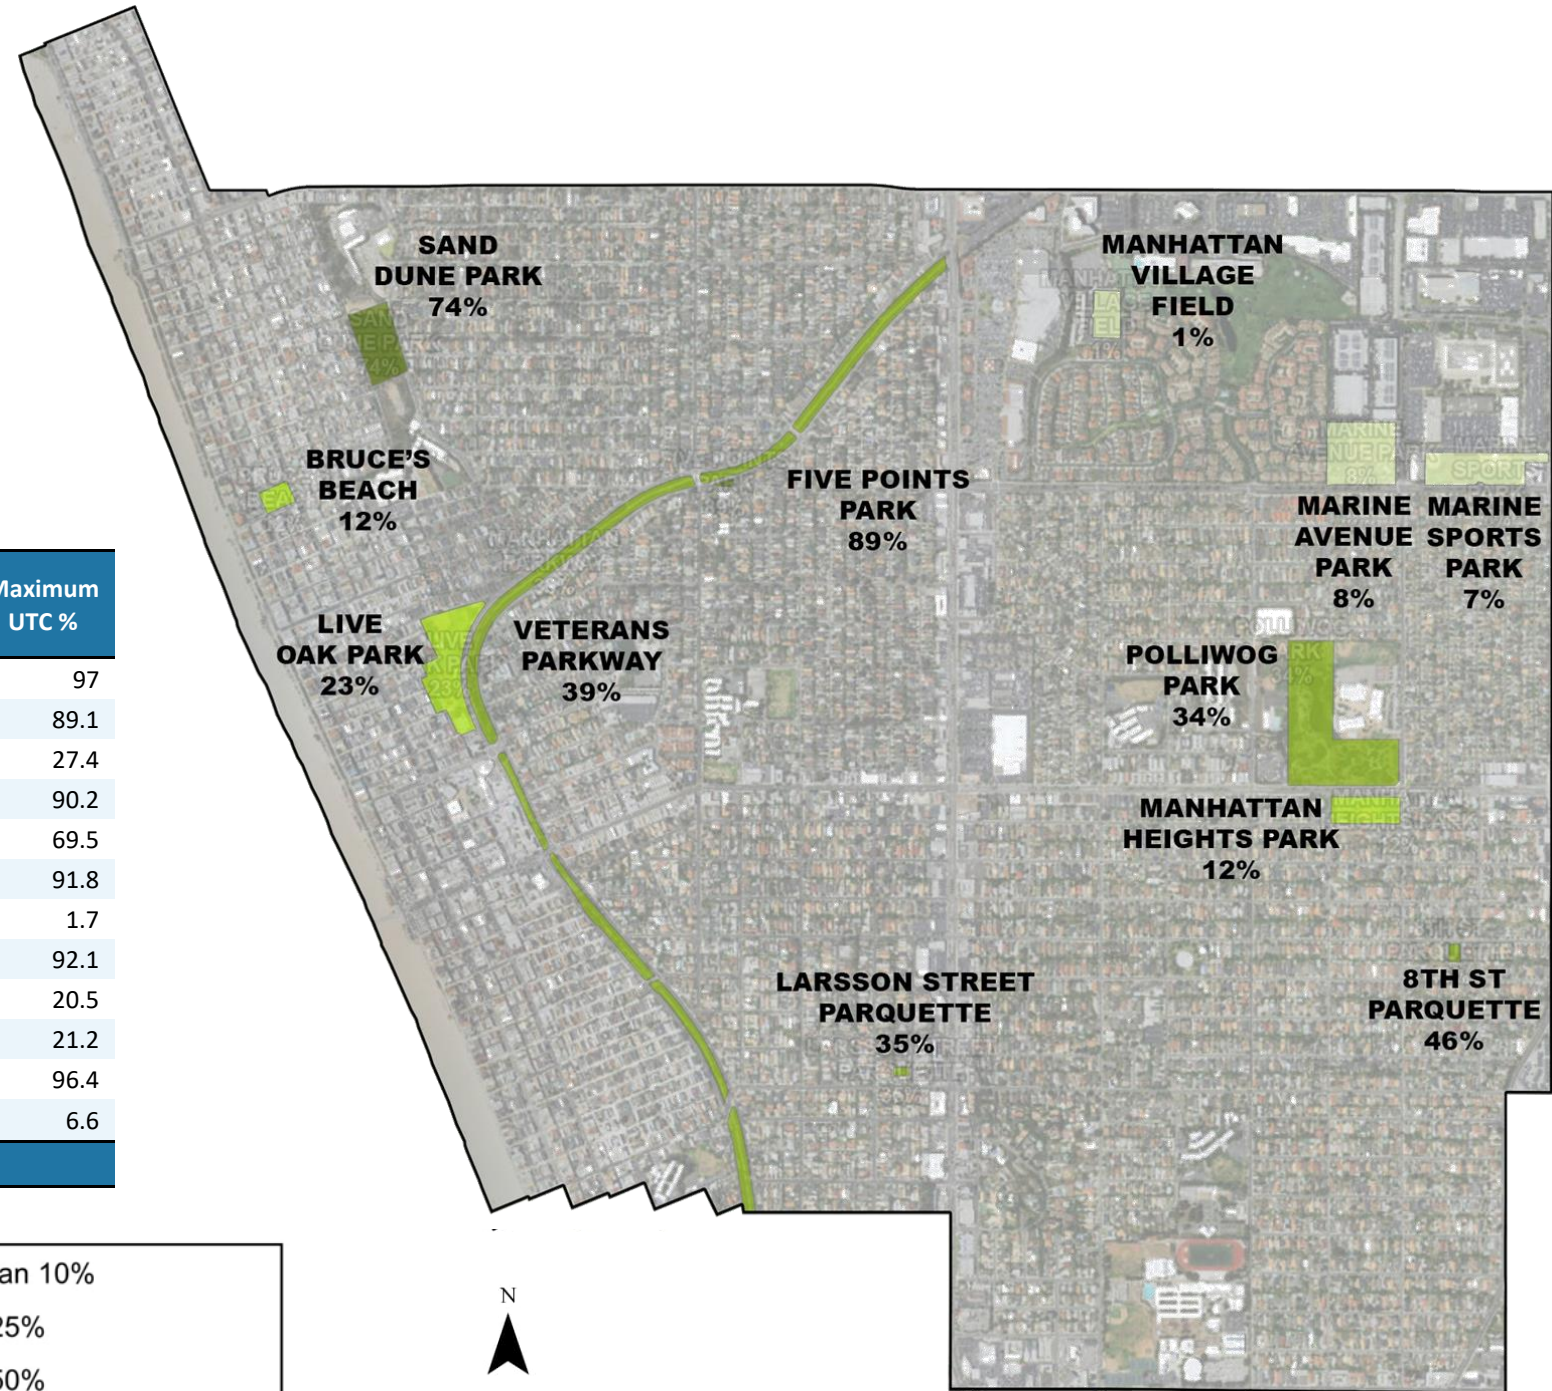 SAND
DUNE PARK
74%
MANHATTAN
VILLAGE
FIELD
1%
BRUCE'S
BEACH
12%
FIVE POINTS
PARK
89%
MARINE
AVENUE
PARK
8%
MARINE
SPORTS
PARK
7%
LIVE
OAK PARK
23%
VETERANS
PARKWAY
39%
POLLIWOG
PARK
34%
MANHATTAN
HEIGHTS PARK
12%
LARSSON STREET
PARQUETTE
35%
8TH ST
PARQUETTE
46%
Maximum
UTC %
97
89.1
27.4
90.2
69.5
91.8
1.7
92.1
20.5
21.2
96.4
6.6
an 10%
25%
50%
N